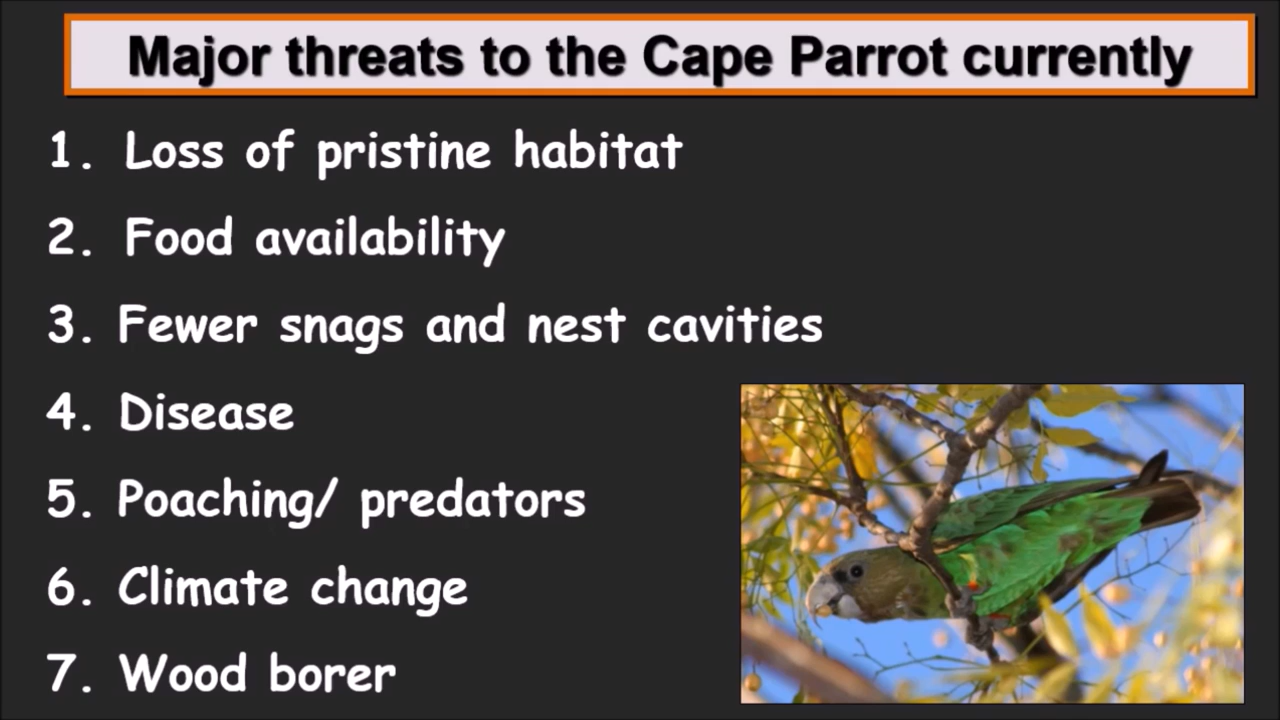 Major threats to the Cape Parrot currently
1. Loss of pristine habitat
2. Food availability
3. Fewer snags and nest cavities
4. Disease
5. Poaching/ predators
6. Climate change
7. Wood borer